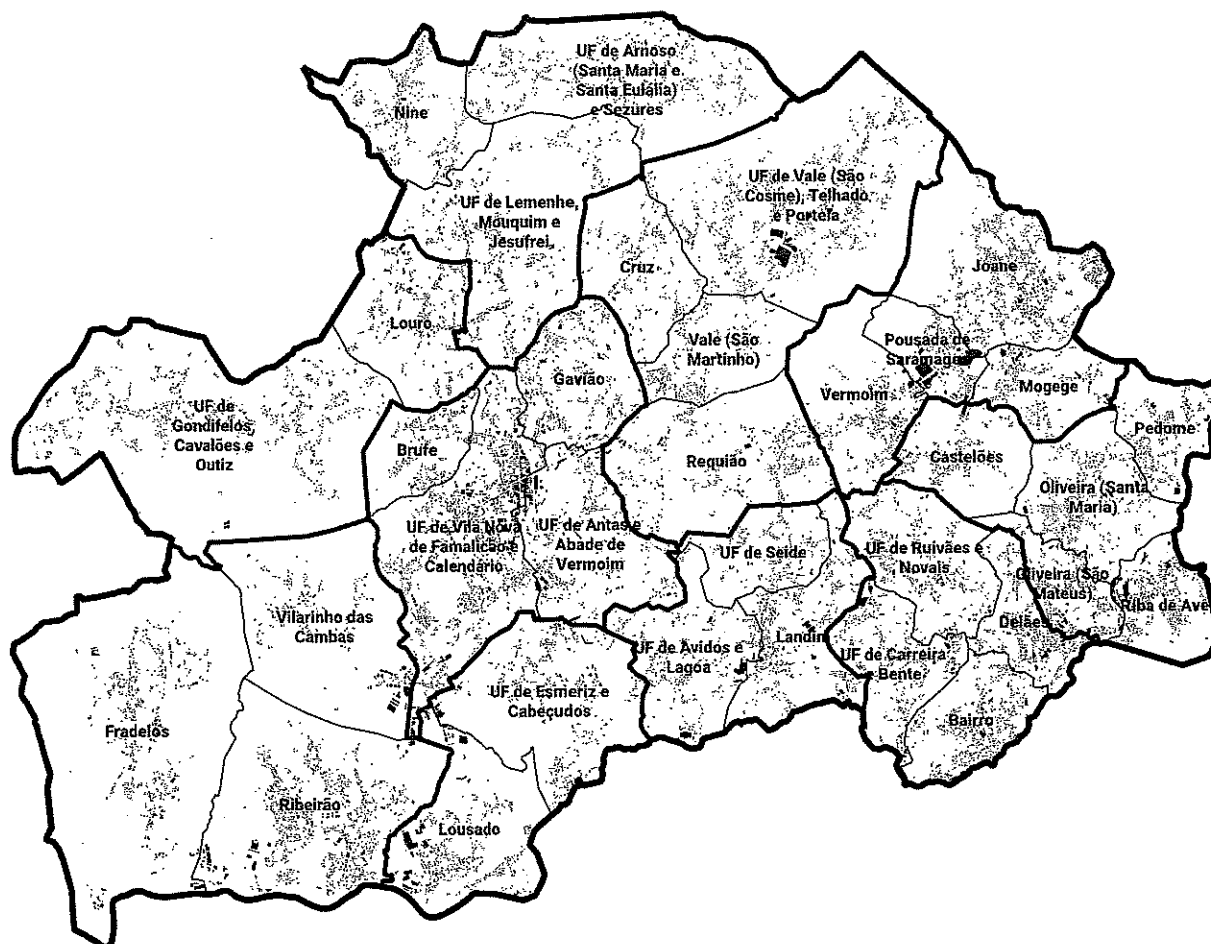 UF de Arnoso
(Santa Maria e
Santa Eulália)
e Sezures
Nine
UF de Vale (São
Cosme), Telhado
e Portela
UF de Lemenhe,
Mouquim e
Jesufrei
Cruz
Joane
Louro
Vale (São
Martinho)
Pousada de
Saramagos
Gavião
Mogege
Vermoim
UF de
Gondifelos,
Cavalões e
Outiz
Pedome
Brufe
Requião
Castelões
Oliveira (Santa
Maria)
UF de Vila Nova
de Famalicão e
Calendário
UF de Antas e
Abade de
Vermoim
UF de Seide
UF de Ruivães e
Novais
Oliveira (São
Mateus)
Riba de Ave
Vilarinho das
Cambas
Delães
Landim
UF de Avidos e
Lagoa
UF de Carreira
Bente
UF de Esmeriz e
Cabeçudos
Bairro
Fradelos
Ribeirão
Lousado